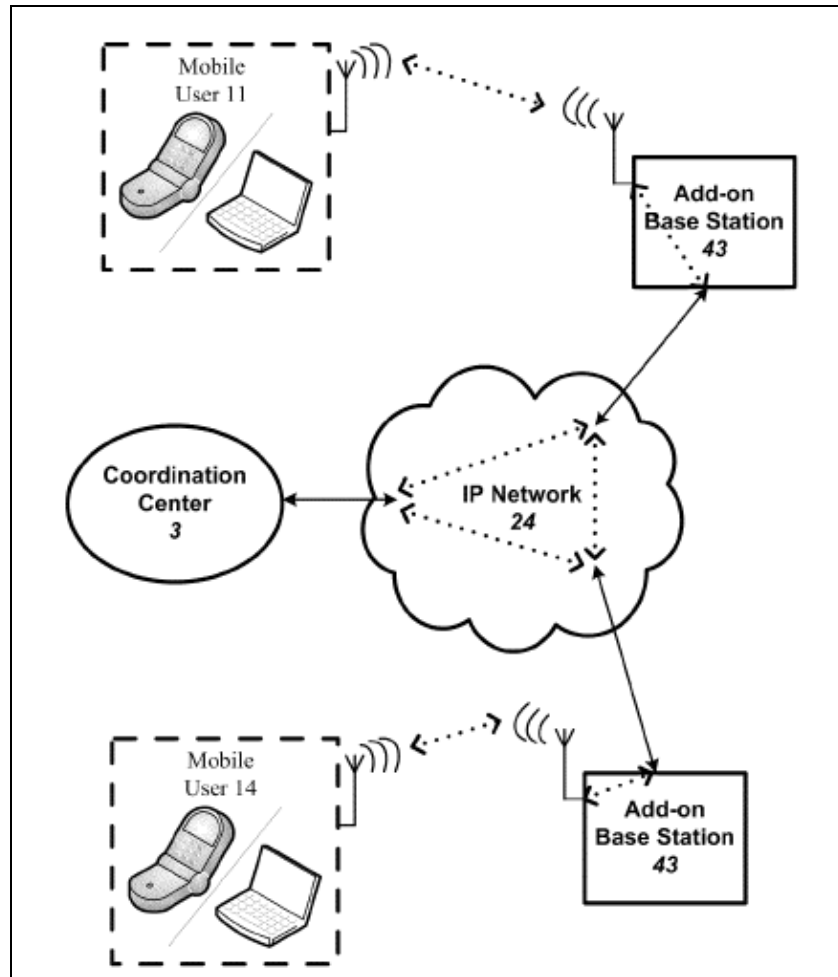 Mobile
User 11
Add-on
Base Station
43
Coordination
Center
3
IP Network
24
Mobile
User 14
Add-on
Base Station
43